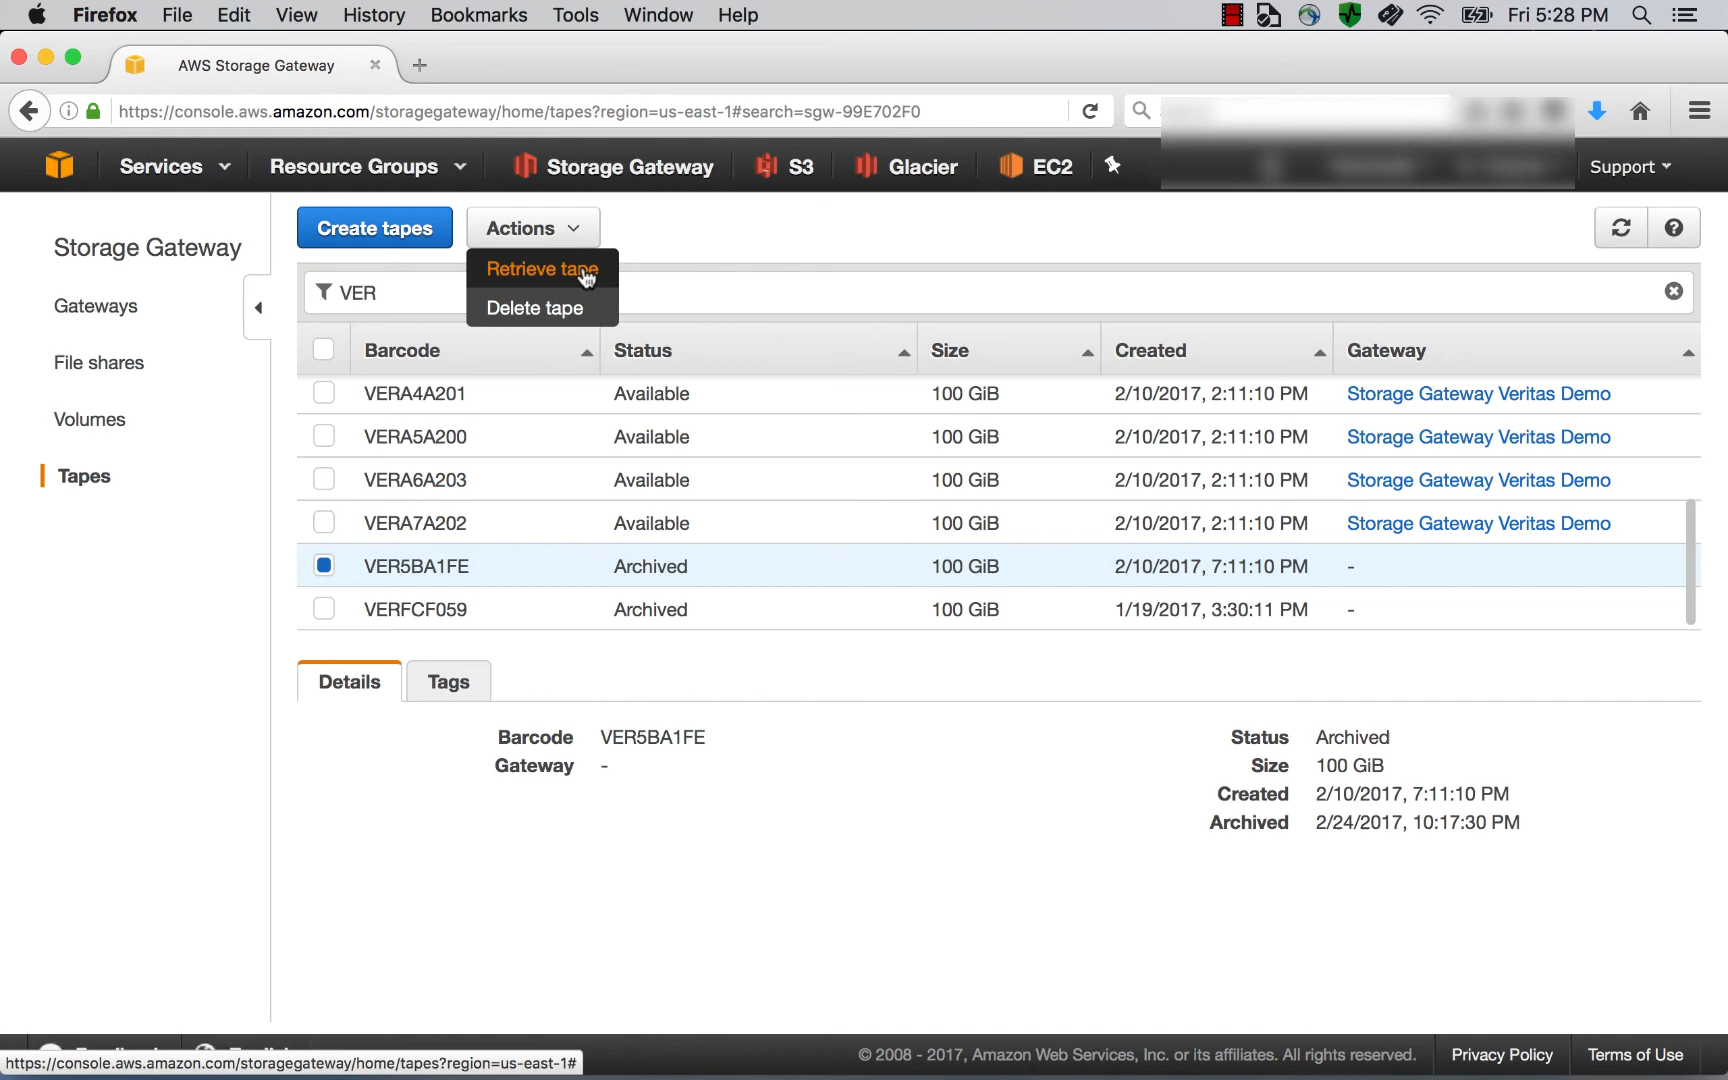 Firefox File Edit View History Bookmarks Tools Window Help Fri 5:28 PM
AWS Storage Gateway
https://console.aws.amazon.com/storagegateway/home/tapes?region=us-east-1#search=sgw-99E702F0
Services Resource Groups Storage Gateway S3 Glacier EC2 Support
Storage Gateway
Gateways
File shares
Volumes
Tapes
Create tapes Actions
Retrieve tape
Delete tape
VER
Barcode Status Size Created Gateway
VERA4A201 Available 100 GiB 2/10/2017, 2:11:10 PM Storage Gateway Veritas Demo
VERA5A200 Available 100 GiB 2/10/2017, 2:11:10 PM Storage Gateway Veritas Demo
VERA6A203 Available 100 GiB 2/10/2017, 2:11:10 PM Storage Gateway Veritas Demo
VERA7A202 Available 100 GiB 2/10/2017, 2:11:10 PM Storage Gateway Veritas Demo
VER5BA1FE Archived 100 GiB 2/10/2017, 7:11:10 PM -
VERFCF059 Archived 100 GiB 1/19/2017, 3:30:11 PM -
Details Tags
Barcode VER5BA1FE
Gateway -
Status Archived
Size 100 GiB
Created 2/10/2017, 7:11:10 PM
Archived 2/24/2017, 10:17:30 PM
https://console.aws.amazon.com/storagegateway/home/tapes?region=us-east-1#
© 2008 - 2017, Amazon Web Services, Inc. or its affiliates. All rights reserved. Privacy Policy Terms of Use